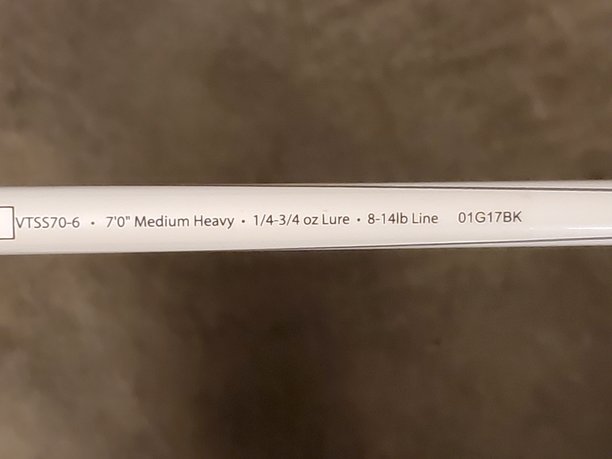 VTSS70-6 • 7'0" Medium Heavy • 1/4-3/4 oz Lure • 8-14lb Line 01G17BK